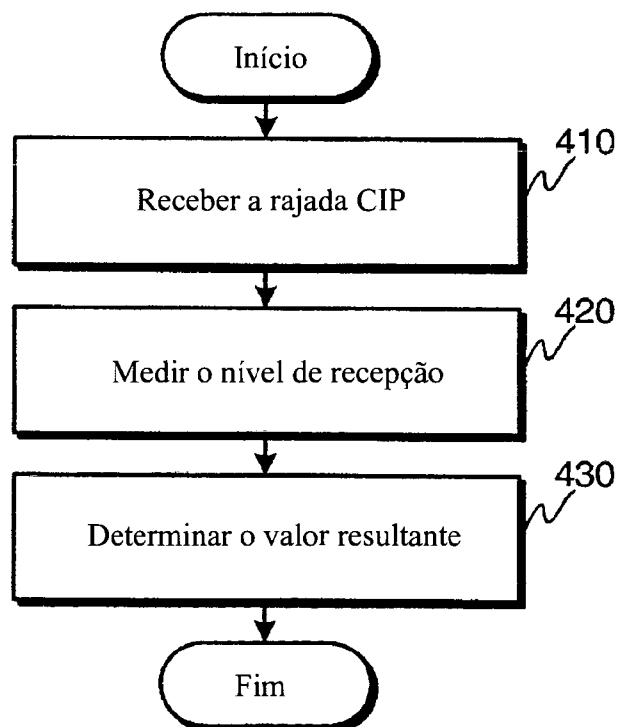 Início
410
Receber a rajada CIP
420
Medir o nível de recepção
430
Determinar o valor resultante
Fim